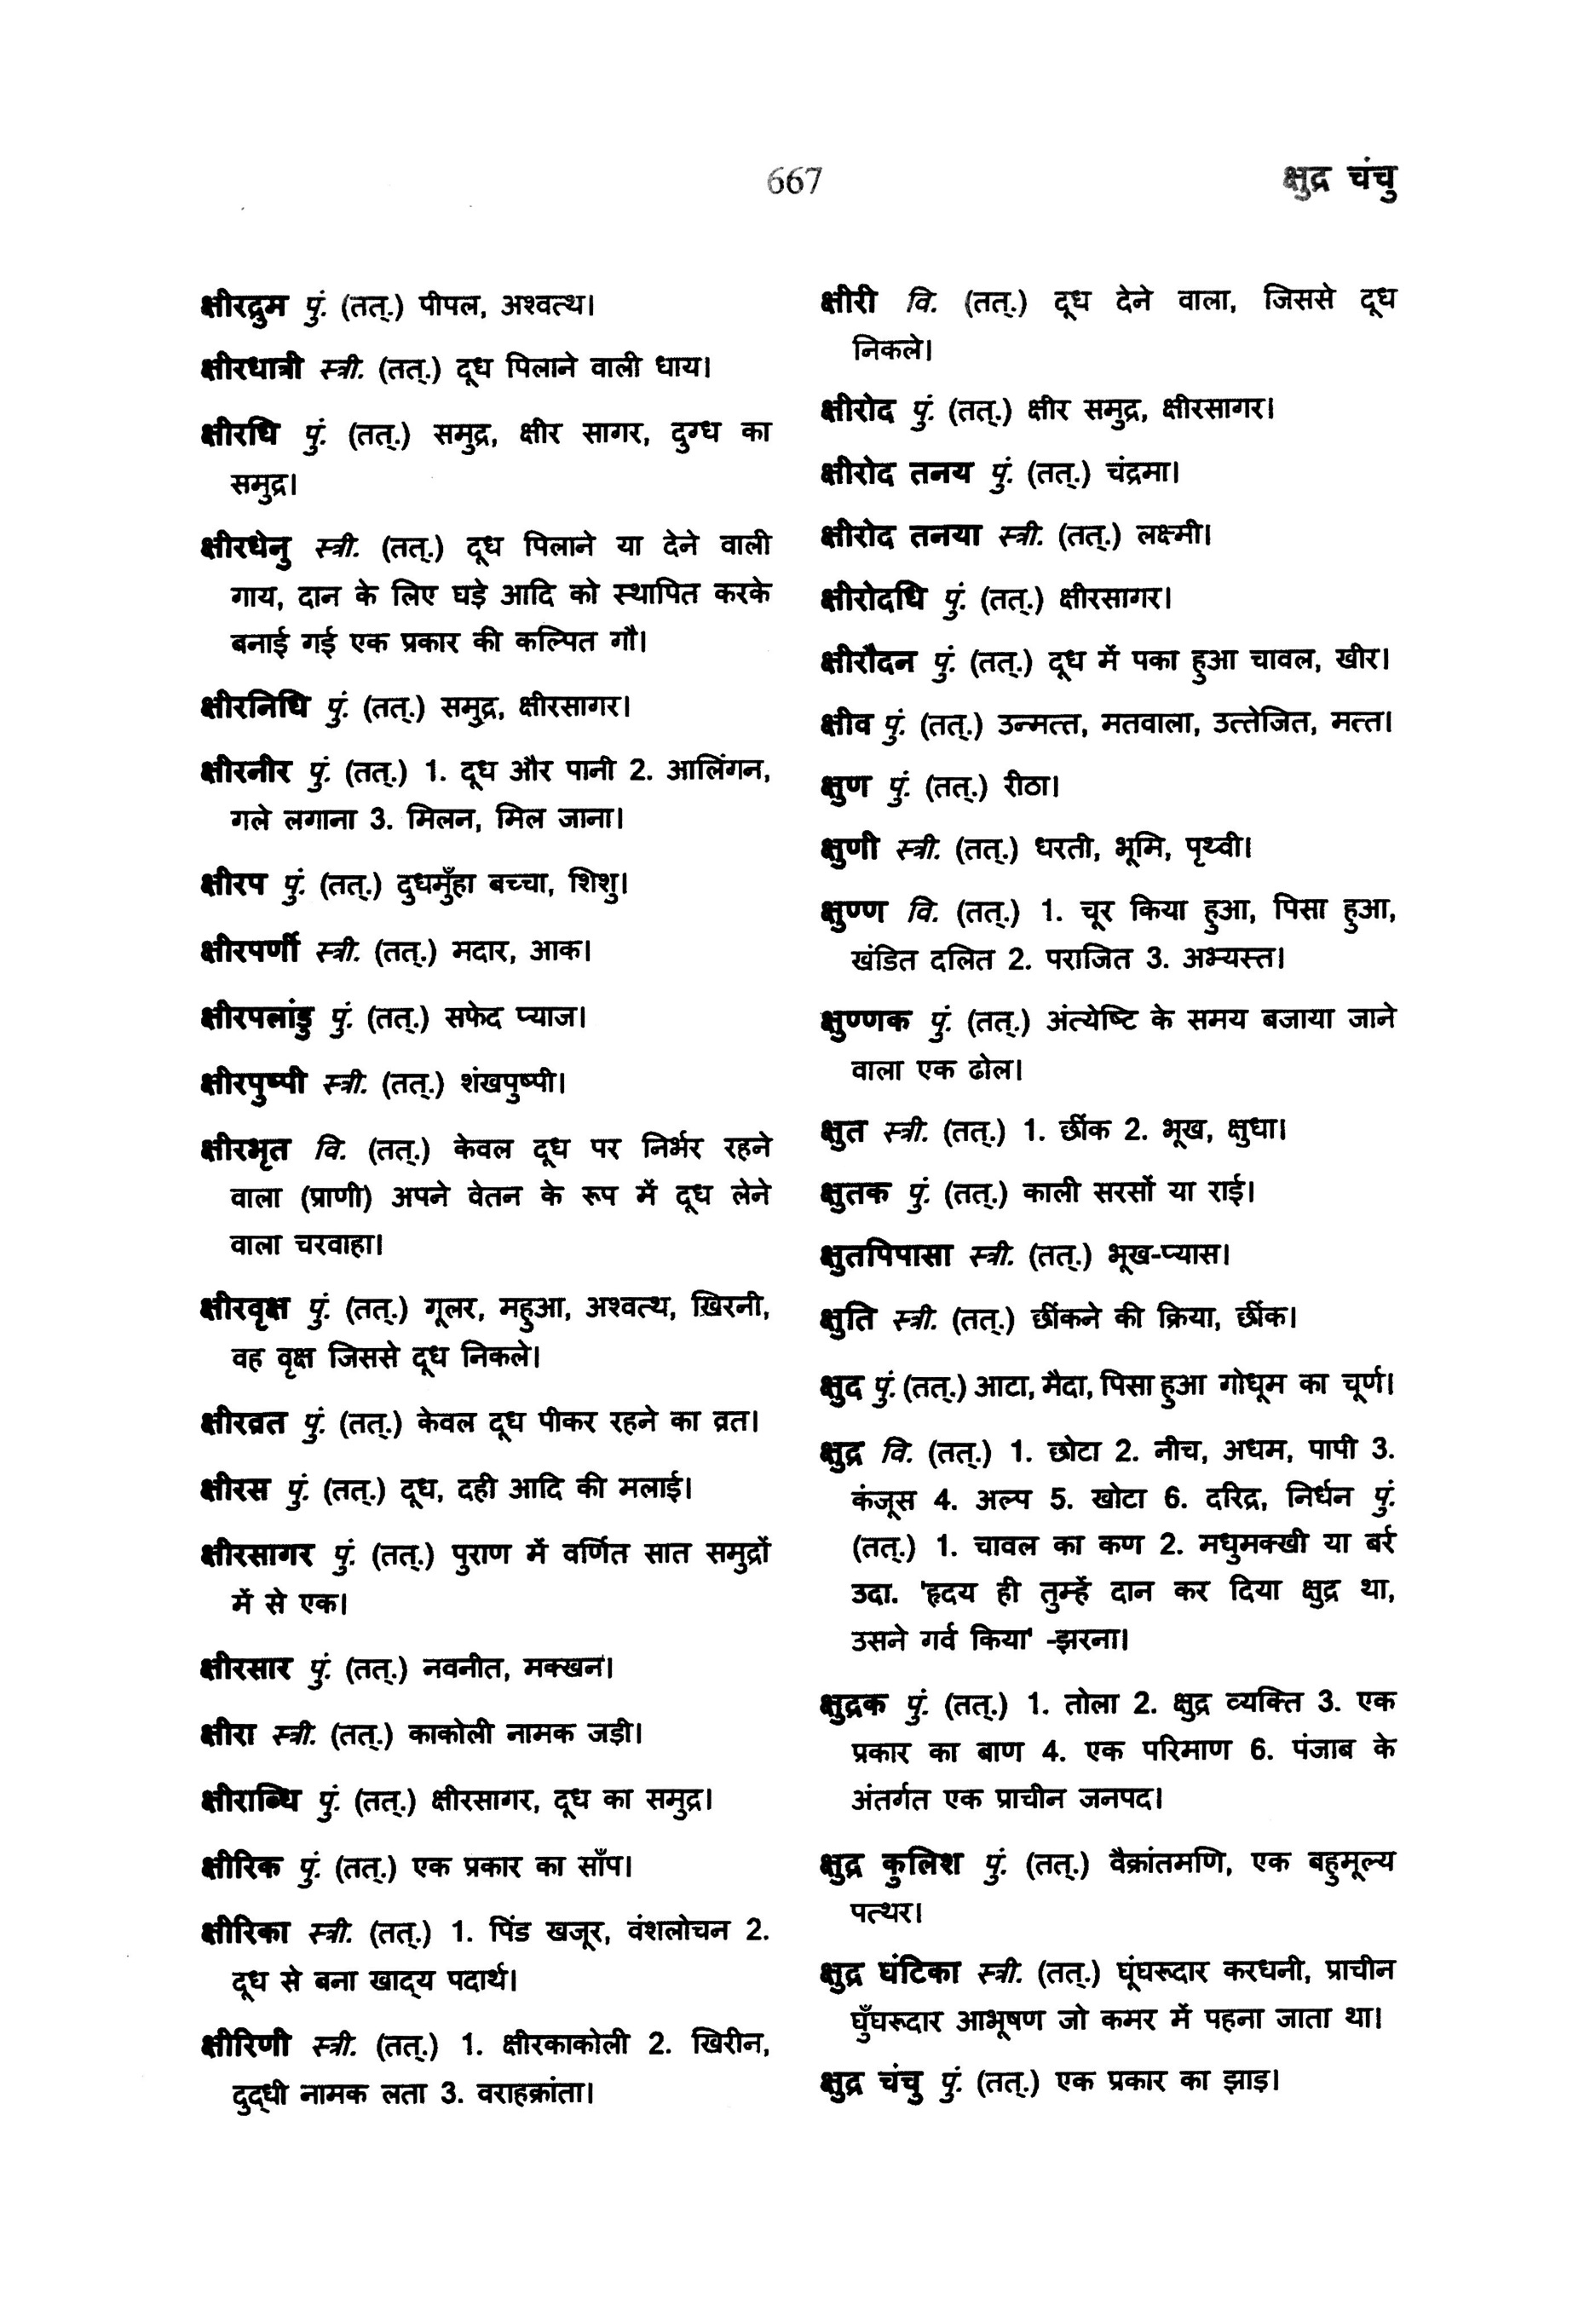 667
क्षुद्र चंचु
क्षीरद्रुम पुं. (तत्.) पीपल, अश्वत्थ।
क्षीरधात्री स्त्री. (तत्.) दूध पिलाने वाली धाय।
क्षीरधि पुं. (तत्.) समुद्र, क्षीर सागर, दुग्ध का
समुद्र।
क्षीरधेनु स्त्री. (तत्.) दूध पिलाने या देने वाली
गाय, दान के लिए घड़े आदि को स्थापित करके
बनाई गई एक प्रकार की कल्पित गौ।
क्षीरनिधि पुं. (तत्.) समुद्र, क्षीरसागर।
क्षीरनीर पुं. (तत्.) 1. दूध और पानी 2. आलिंगन,
गले लगाना 3. मिलन, मिल जाना।
क्षीरप पुं. (तत्.) दुधमुँहा बच्चा, शिशु।
क्षीरपर्णी स्त्री. (तत्.) मदार, आक।
क्षीरपलांडु पुं. (तत्.) सफेद प्याज।
क्षीरपुष्पी स्त्री. (तत्.) शंखपुष्पी।
क्षीरभृत वि. (तत्.) केवल दूध पर निर्भर रहने
वाला (प्राणी) अपने वेतन के रूप में दूध लेने
वाला चरवाहा।
क्षीरवृक्ष पुं. (तत्.) गूलर, महुआ, अश्वत्थ, खिरनी,
वह वृक्ष जिससे दूध निकले।
क्षीरव्रत पुं. (तत्.) केवल दूध पीकर रहने का व्रत।
क्षीरस पुं. (तत्.) दूध, दही आदि की मलाई।
क्षीरसागर पुं. (तत्.) पुराण में वर्णित सात समुद्रों
में से एक।
क्षीरसार पुं. (तत्.) नवनीत, मक्खन।
क्षीरा स्त्री. (तत्.) काकोली नामक जड़ी।
क्षीराब्धि पुं. (तत्.) क्षीरसागर, दूध का समुद्र।
क्षीरिक पुं. (तत्.) एक प्रकार का साँप।
क्षीरिका स्त्री. (तत्.) 1. पिंड खजूर, वंशलोचन 2.
दूध से बना खाद्‍य पदार्थ।
क्षीरिणी स्त्री. (तत्.) 1. क्षीरकाकोली 2. खिरीन,
दुद्‍धी नामक लता 3. वराहक्रांता।
क्षीरी वि. (तत्.) दूध देने वाला, जिससे दूध
निकले।
क्षीरोद पुं. (तत्.) क्षीर समुद्र, क्षीरसागर।
क्षीरोद तनय पुं. (तत्.) चंद्रमा।
क्षीरोद तनया स्त्री. (तत्.) लक्ष्मी।
क्षीरोदधि पुं. (तत्.) क्षीरसागर।
क्षीरौदन पुं. (तत्.) दूध में पका हुआ चावल, खीर।
क्षीव पुं. (तत्.) उन्मत्त, मतवाला, उत्तेजित, मत्त।
क्षुण पुं. (तत्.) रीठा।
क्षुणी स्त्री. (तत्.) धरती, भूमि, पृथ्वी।
क्षुण्ण वि. (तत्.) 1. चूर किया हुआ, पिसा हुआ,
खंडित दलित 2. पराजित 3. अभ्यस्त।
क्षुण्णक पुं. (तत्.) अंत्येष्टि के समय बजाया जाने
वाला एक ढोल।
क्षुत स्त्री. (तत्.) 1. छींक 2. भूख, क्षुधा।
क्षुतक पुं. (तत्.) काली सरसों या राई।
क्षुतपिपासा स्त्री. (तत्.) भूख-प्यास।
क्षुति स्त्री. (तत्.) छींकने की क्रिया, छींक।
क्षुद पुं. (तत्.) आटा, मैदा, पिसा हुआ गोधूम का चूर्ण।
क्षुद्र वि. (तत्.) 1. छोटा 2. नीच, अधम, पापी 3.
कंजूस 4. अल्प 5. खोटा 6. दरिद्र, निर्धन पुं.
(तत्.) 1. चावल का कण 2. मधुमक्खी या बर्र
उदा. 'हृदय ही तुम्हें दान कर दिया क्षुद्र था,
उसने गर्व किया' -झरना।
क्षुद्रक पुं. (तत्.) 1. तोला 2. क्षुद्र व्यक्ति 3. एक
प्रकार का बाण 4. एक परिमाण 6. पंजाब के
अंतर्गत एक प्राचीन जनपद।
क्षुद्र कुलिश पुं. (तत्.) वैक्रांतमणि, एक बहुमूल्य
पत्थर।
क्षुद्र घंटिका स्त्री. (तत्.) घूंघरूदार करधनी, प्राचीन
घुँघरूदार आभूषण जो कमर में पहना जाता था।
क्षुद्र चंचु पुं. (तत्.) एक प्रकार का झाड़।